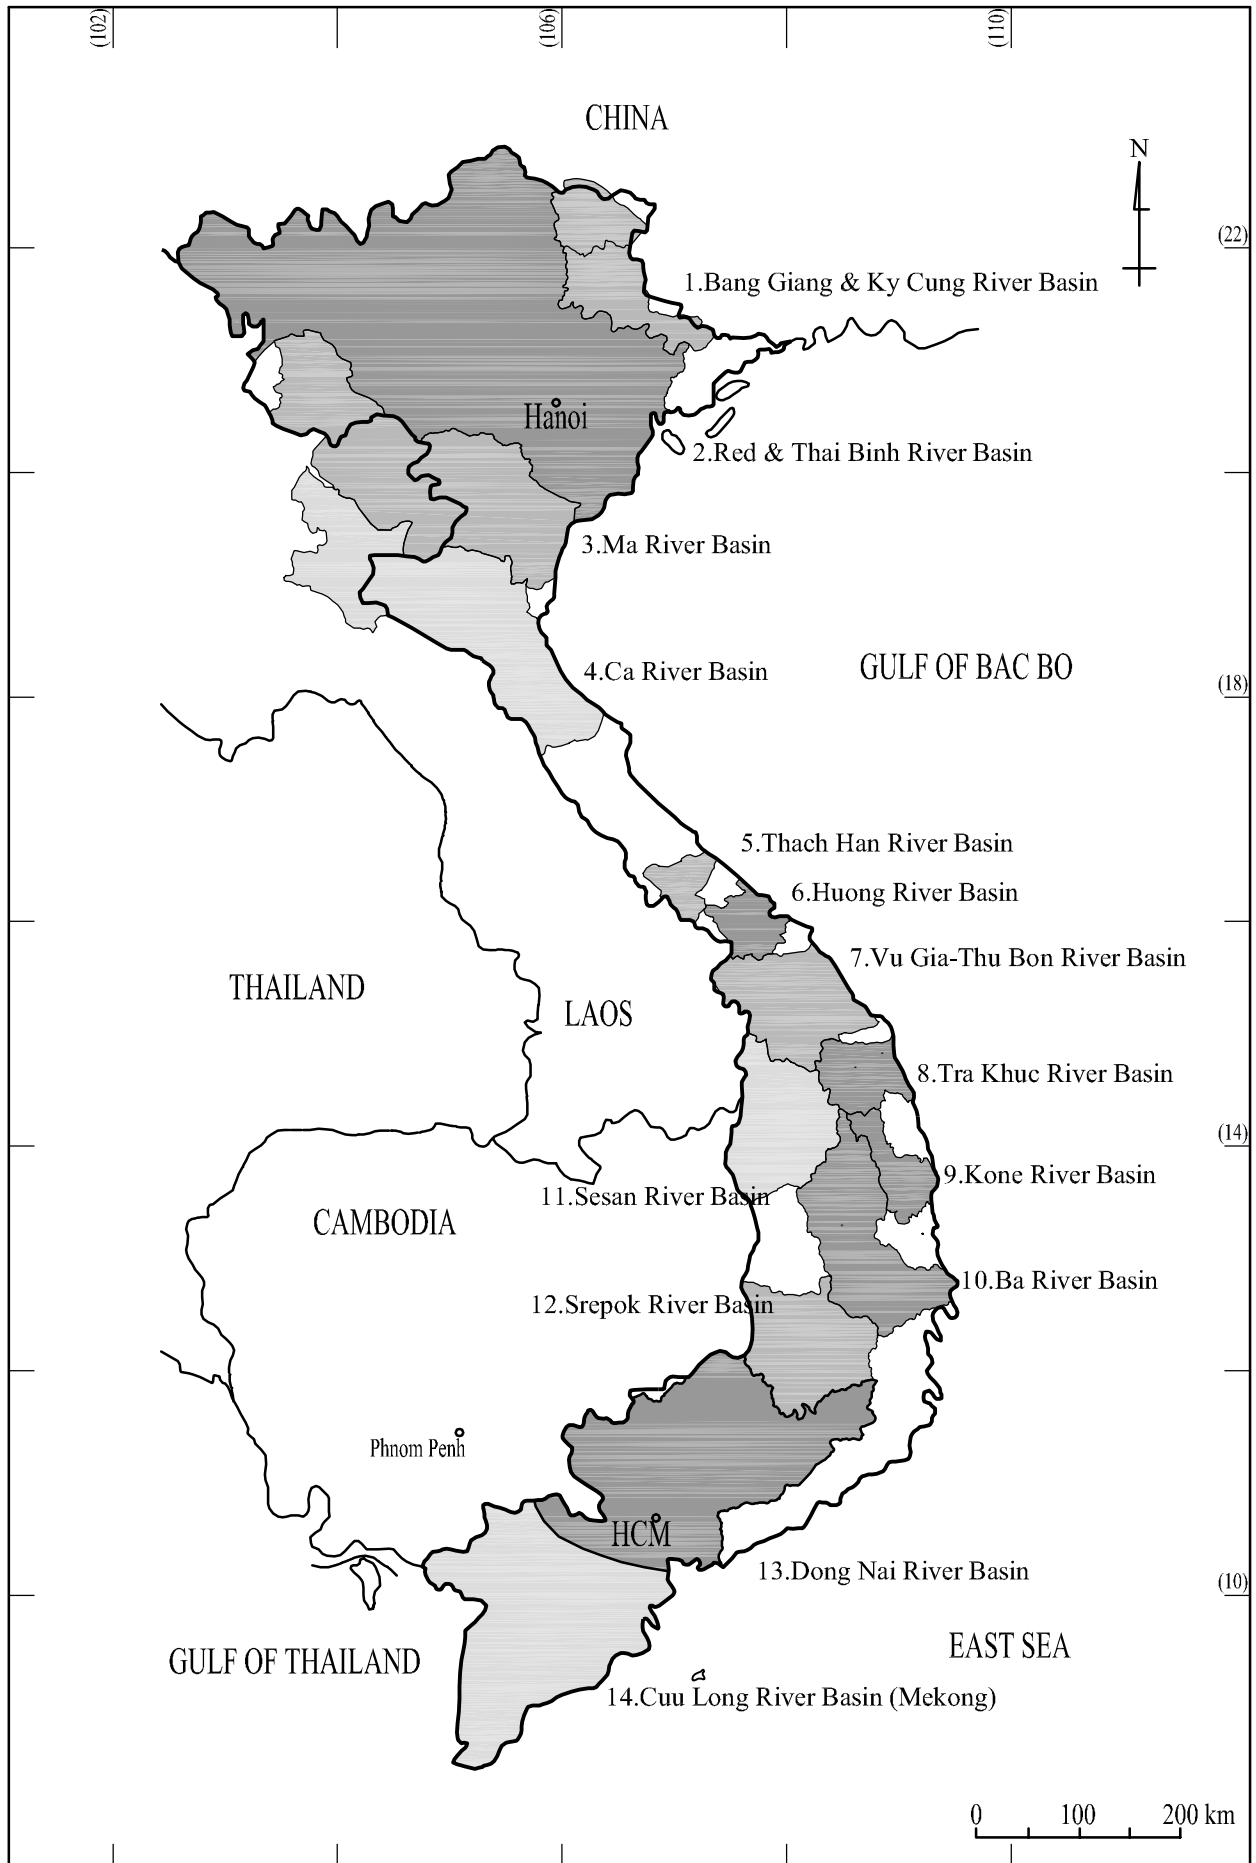 (102)
(106)
(110)
CHINA
N
(22)
1.Bang Giang & Ky Cung River Basin
Hanoi
2.Red & Thai Binh River Basin
3.Ma River Basin
GULF OF BAC BO
4.Ca River Basin
(18)
5.Thach Han River Basin
6.Huong River Basin
7.Vu Gia-Thu Bon River Basin
THAILAND
LAOS
8.Tra Khuc River Basin
(14)
9.Kone River Basin
11.Sesan River Basin
CAMBODIA
10.Ba River Basin
12.Srepok River Basin
Phnom Penh
HCM
13.Dong Nai River Basin
(10)
EAST SEA
GULF OF THAILAND
14.Cuu Long River Basin (Mekong)
0 100 200 km